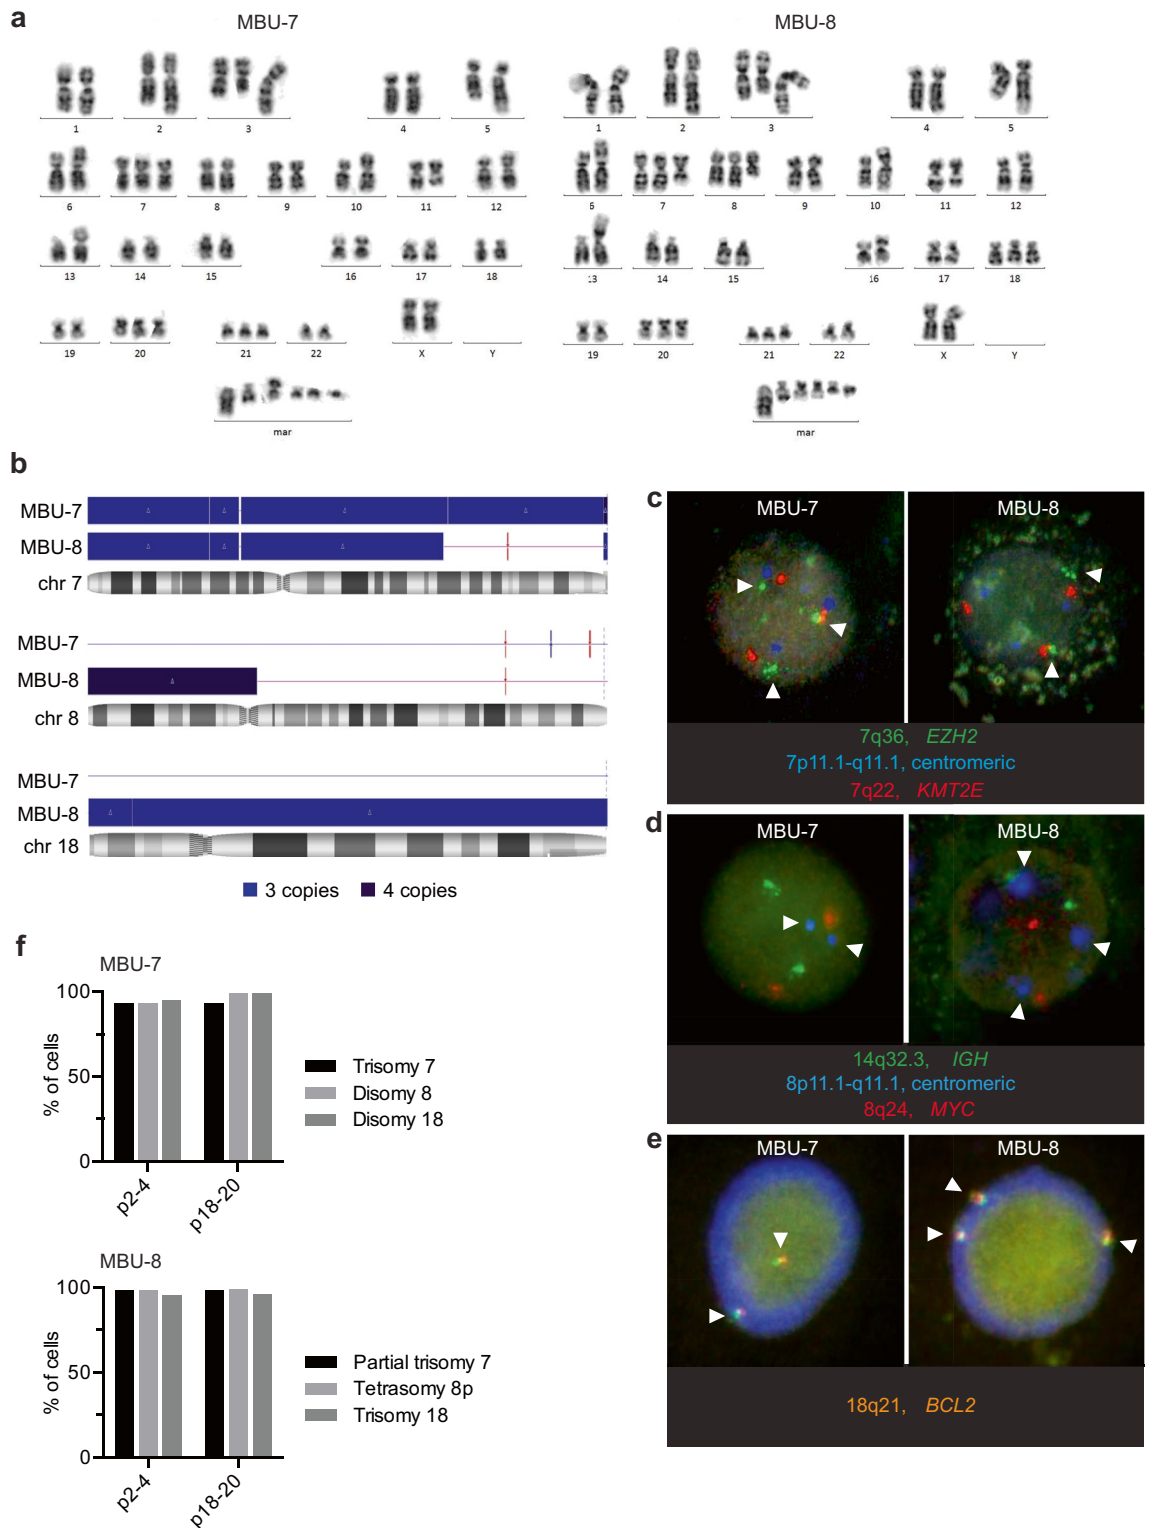 a
MBU-7
MBU-8
1 2 3 4 5
1 2 3 4 5
6 7 8 9 10 11 12
6 7 8 9 10 11 12
13 14 15 16 17 18
13 14 15 16 17 18
19 20 21 22 X Y
19 20 21 22 X Y
mar
mar
b
MBU-7
MBU-8
chr 7
MBU-7
MBU-8
chr 8
MBU-7
MBU-8
chr 18
3 copies 4 copies
c
MBU-7
MBU-8
7q36, EZH2
7p11.1-q11.1, centromeric
7q22, KMT2E
d
MBU-7
MBU-8
14q32.3, IGH
8p11.1-q11.1, centromeric
8q24, MYC
e
MBU-7
MBU-8
18q21, BCL2
f
MBU-7
% of cells
100
50
0
p2-4
p18-20
Trisomy 7
Disomy 8
Disomy 18
MBU-8
% of cells
100
50
0
p2-4
p18-20
Partial trisomy 7
Tetrasomy 8p
Trisomy 18